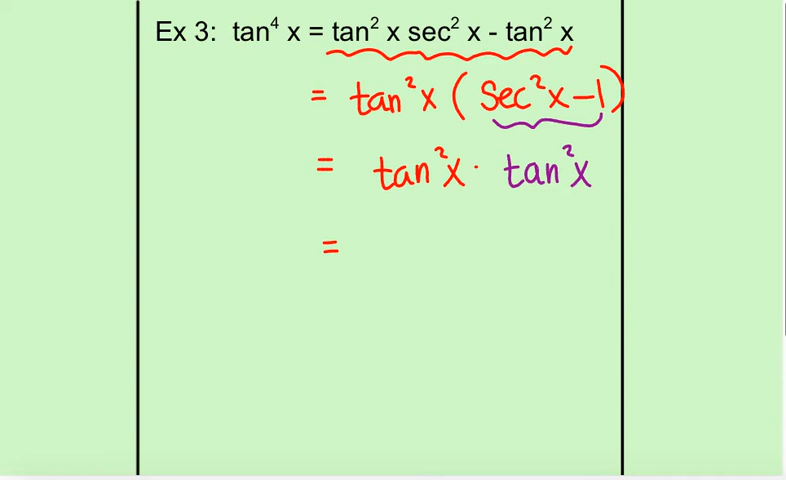 Ex 3: tan⁴ x = tan² x sec² x - tan² x
= tan²x (sec²x-1)
= tan²x · tan²x
=